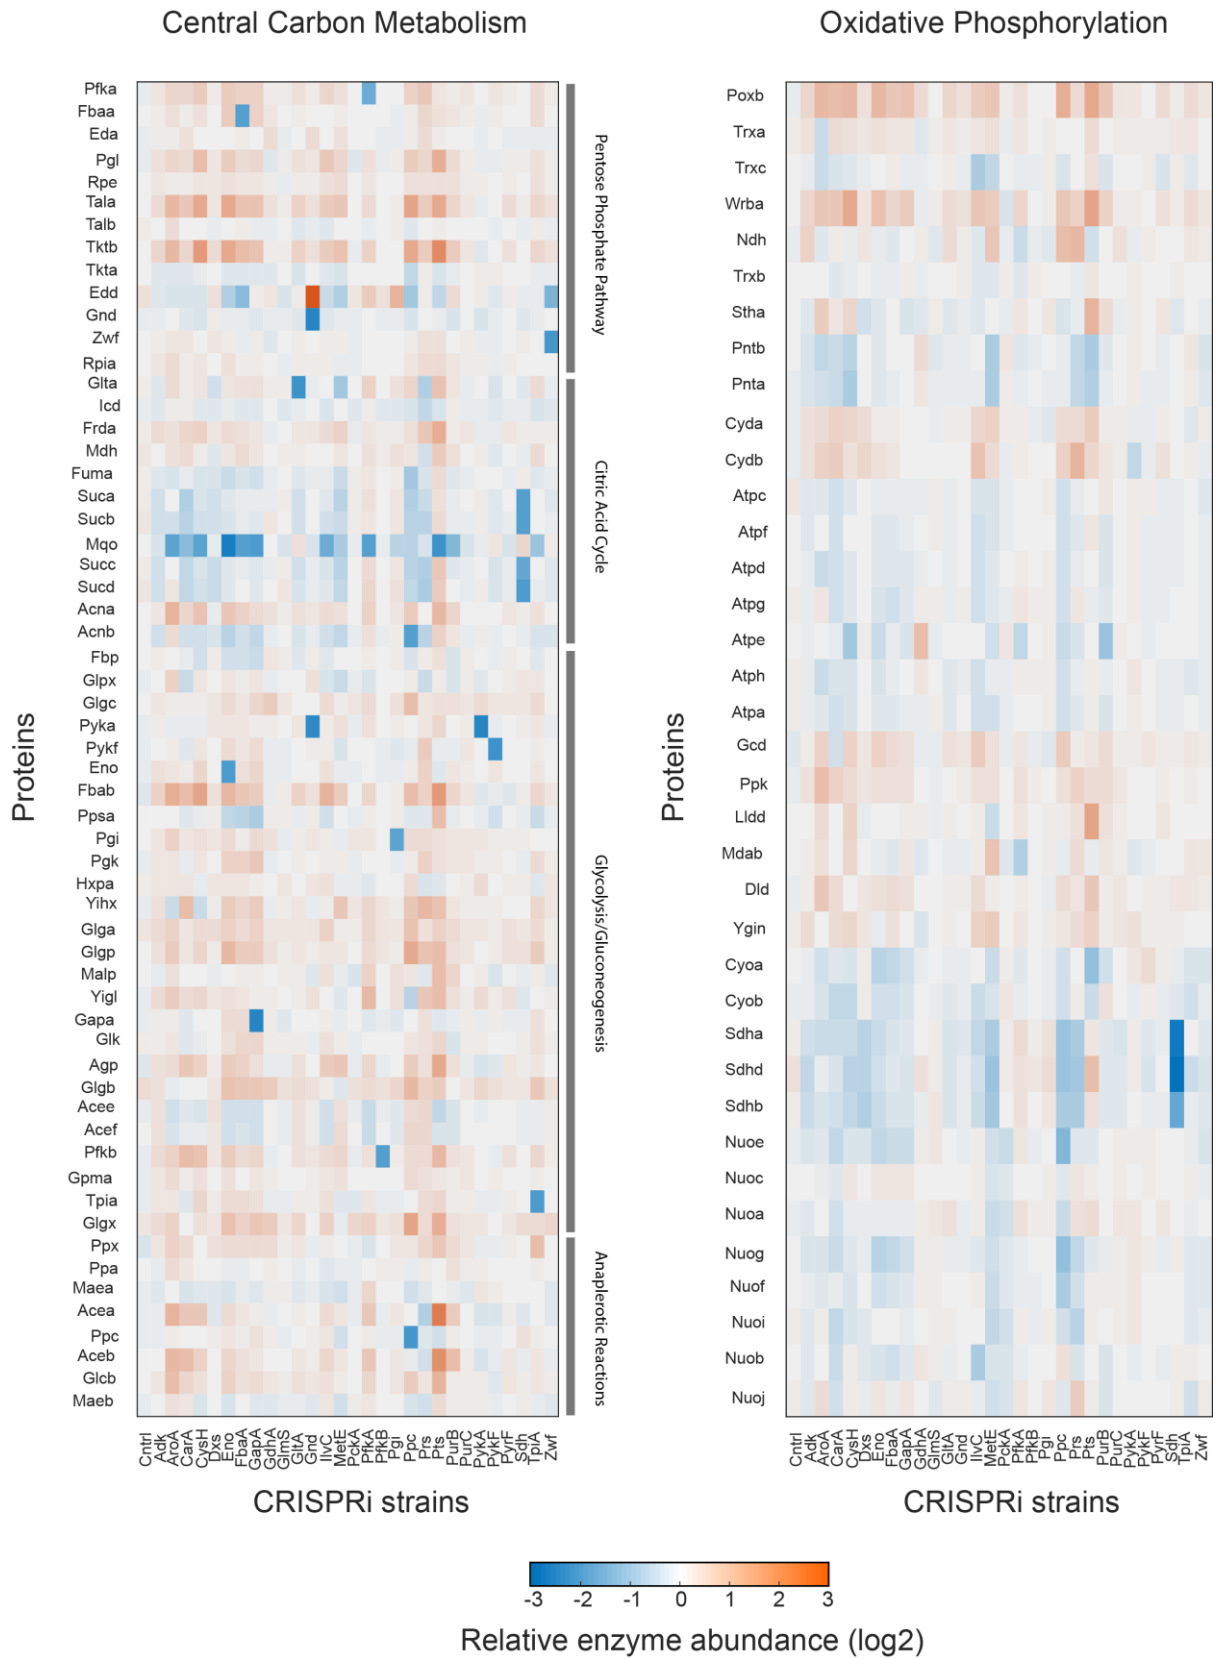 Central Carbon Metabolism
Proteins
Pfka
Fbaa
Eda
Pgl
Rpe
Tala
Talb
Tktb
Tkta
Edd
Gnd
Zwf
Rpia
Glta
Icd
Frda
Mdh
Fuma
Suca
Sucb
Mqo
Succ
Sucd
Acna
Acnb
Fbp
Glpx
Glgc
Pyka
Pykf
Eno
Fbab
Ppsa
Pgi
Pgk
Hxpa
Yihx
Glga
Glgp
Malp
Yigl
Gapa
Glk
Agp
Glgb
Acee
Acef
Pfkb
Gpma
Tpia
Glgx
Ppx
Ppa
Maea
Acea
Ppc
Aceb
Glcb
Maeb
Pentose Phosphate Pathway
Citric Acid Cycle
Glycolysis/Gluconeogenesis
Anaplerotic Reactions
Cntrl
Adk
AroA
CarA
CysH
Dxs
Eno
FbaA
GapA
GdhA
GlmS
GltA
Gnd
IlvC
MetE
PckA
PfkA
PfkB
Pgi
Ppc
Prs
Pts
PurB
PurC
PykA
PykF
PyrF
Sdh
TpiA
Zwf
CRISPRi strains
Oxidative Phosphorylation
Proteins
Poxb
Trxa
Trxc
Wrba
Ndh
Trxb
Stha
Pntb
Pnta
Cyda
Cydb
Atpc
Atpf
Atpd
Atpg
Atpe
Atph
Atpa
Gcd
Ppk
Lldd
Mdab
Dld
Ygin
Cyoa
Cyob
Sdha
Sdhd
Sdhb
Nuoe
Nuoc
Nuoa
Nuog
Nuof
Nuoi
Nuob
Nuoj
Cntrl
Adk
AroA
CarA
CysH
Dxs
Eno
FbaA
GapA
GdhA
GlmS
GltA
Gnd
IlvC
MetE
PckA
PfkA
PfkB
Pgi
Ppc
Prs
Pts
PurB
PurC
PykA
PykF
PyrF
Sdh
TpiA
Zwf
CRISPRi strains
-3 -2 -1 0 1 2 3
Relative enzyme abundance (log2)